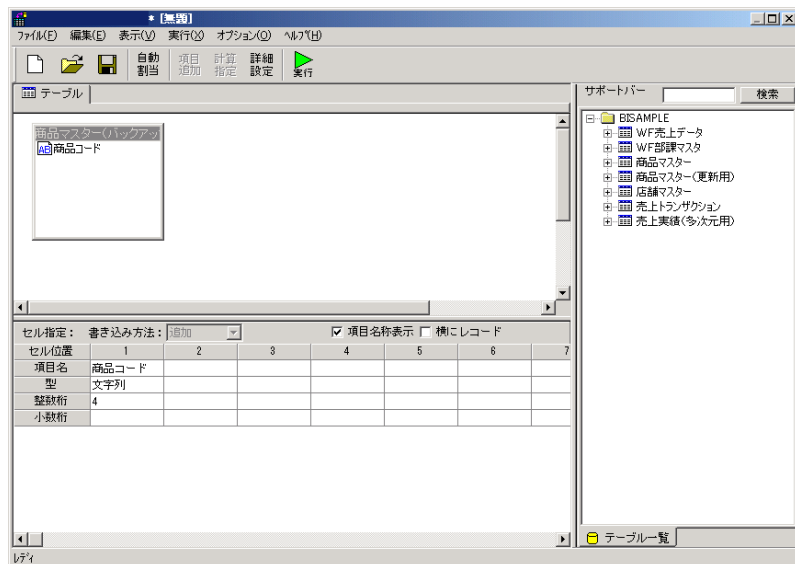 * [無題]
ファイル(F) 編集(E) 表示(V) 実行(X) オプション(O) ヘルプ(H)
自動割当 項目追加 計算指定 詳細設定 実行
テーブル
商品マスター(バックアッ
商品コード
セル指定: 書き込み方法: 追加 項目名称表示 横にレコード
セル位置 1 2 3 4 5 6 7
項目名 商品コード
型 文字列
整数桁 4
小数桁
サポートバー 検索
BISAMPLE
WF売上データ
WF部課マスタ
商品マスター
商品マスター(更新用)
店舗マスター
売上トランザクション
売上実績(多次元用)
テーブル一覧
レディ